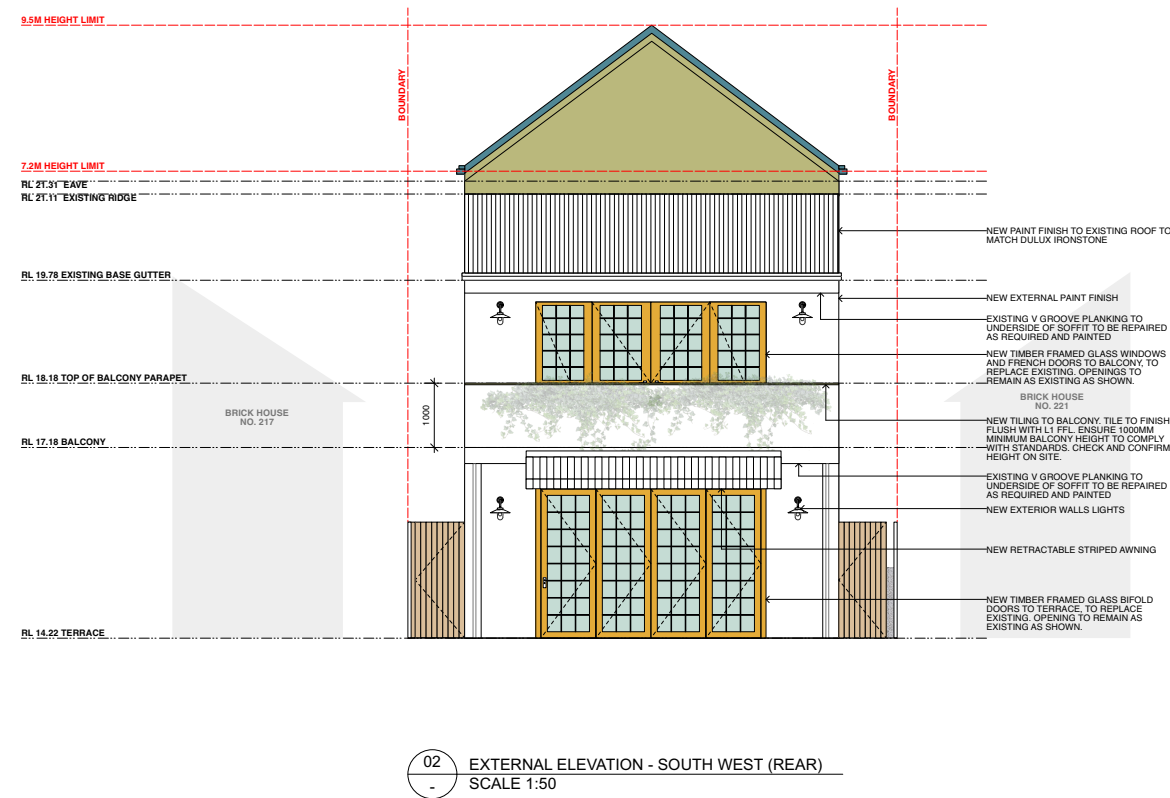 9.5M HEIGHT LIMIT
BOUNDARY
BOUNDARY
7.2M HEIGHT LIMIT
RL 21.31 EAVE
RL 21.11 EXISTING RIDGE
RL 19.78 EXISTING BASE GUTTER
RL 18.18 TOP OF BALCONY PARAPET
1000
RL 17.18 BALCONY
RL 14.22 TERRACE
BRICK HOUSE
NO. 217
BRICK HOUSE
NO. 221
NEW PAINT FINISH TO EXISTING ROOF TO
MATCH DULUX IRONSTONE
NEW EXTERNAL PAINT FINISH
EXISTING V GROOVE PLANKING TO
UNDERSIDE OF SOFFIT TO BE REPAIRED
AS REQUIRED AND PAINTED
NEW TIMBER FRAMED GLASS WINDOWS
AND FRENCH DOORS TO BALCONY, TO
REPLACE EXISTING. OPENINGS TO
REMAIN AS EXISTING AS SHOWN.
NEW TILING TO BALCONY. TILE TO FINISH
FLUSH WITH L1 FFL. ENSURE 1000MM
MINIMUM BALCONY HEIGHT TO COMPLY
WITH STANDARDS. CHECK AND CONFIRM
HEIGHT ON SITE.
EXISTING V GROOVE PLANKING TO
UNDERSIDE OF SOFFIT TO BE REPAIRED
AS REQUIRED AND PAINTED
NEW EXTERIOR WALLS LIGHTS
NEW RETRACTABLE STRIPED AWNING
NEW TIMBER FRAMED GLASS BIFOLD
DOORS TO TERRACE, TO REPLACE
EXISTING. OPENING TO REMAIN AS
EXISTING AS SHOWN.
02
-
EXTERNAL ELEVATION - SOUTH WEST (REAR)
SCALE 1:50